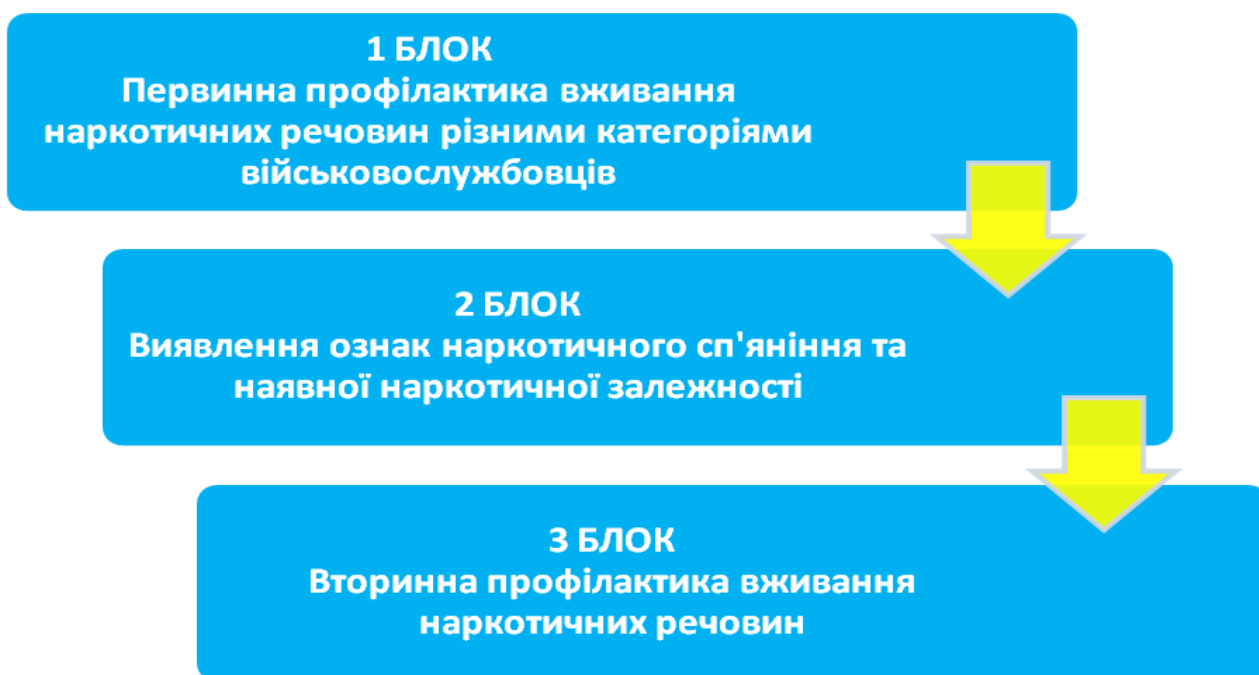 1 БЛОК
Первинна профілактика вживання
наркотичних речовин різними категоріями
військовослужбовців
2 БЛОК
Виявлення ознак наркотичного сп'яніння та
наявної наркотичної залежності
3 БЛОК
Вторинна профілактика вживання
наркотичних речовин